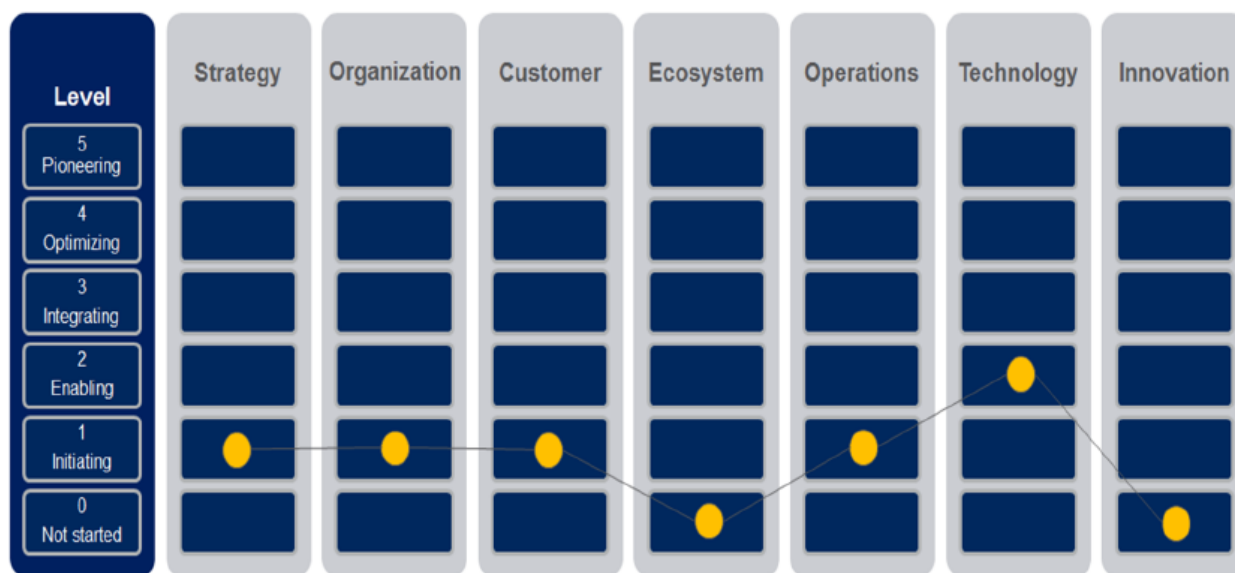 Level
Strategy
Organization
Customer
Ecosystem
Operations
Technology
Innovation
5
Pioneering
4
Optimizing
3
Integrating
2
Enabling
1
Initiating
0
Not started